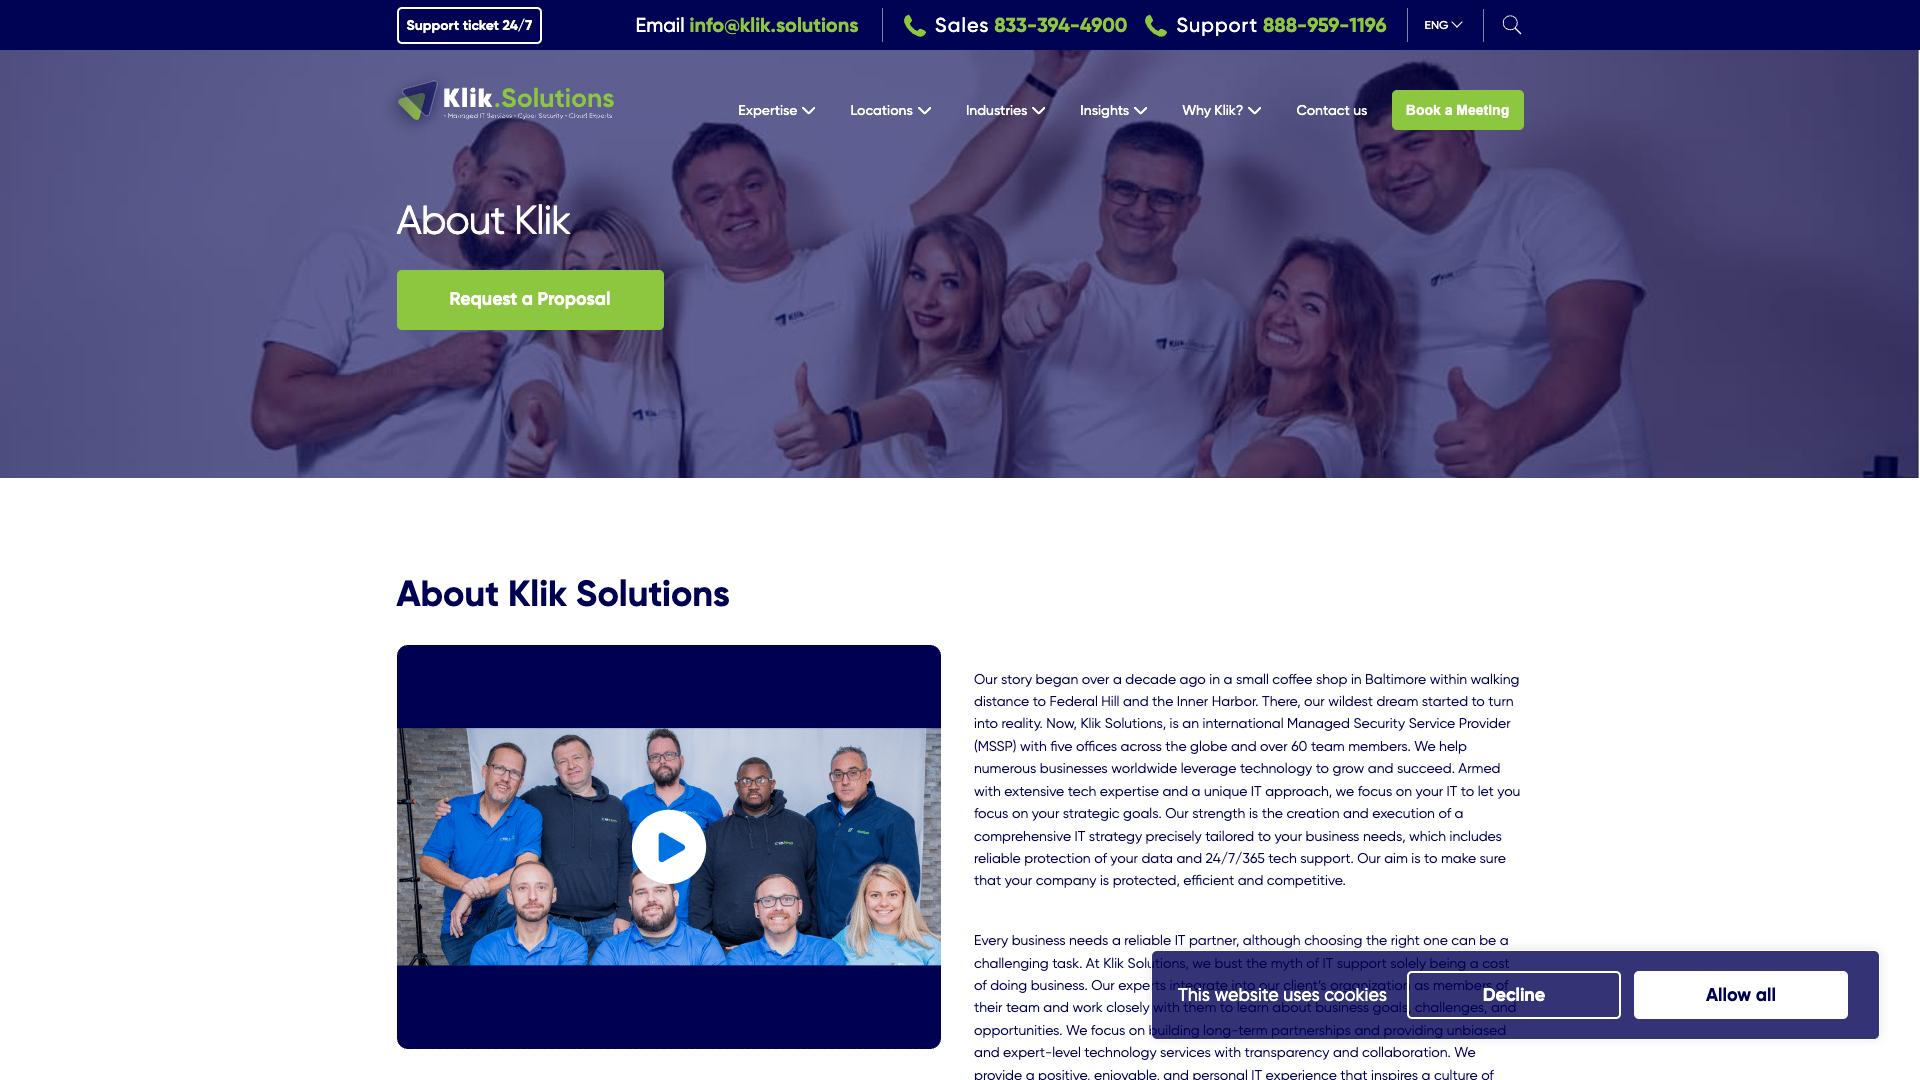 Support ticket 24/7
Email info@klik.solutions
Sales 833-394-4900
Support 888-959-1196
ENG
Klik.Solutions
• Managed IT Services • Cyber Security • Cloud Experts
Expertise
Locations
Industries
Insights
Why Klik?
Contact us
Book a Meeting
About Klik
Request a Proposal
About Klik Solutions
Our story began over a decade ago in a small coffee shop in Baltimore within walking
distance to Federal Hill and the Inner Harbor. There, our wildest dream started to turn
into reality. Now, Klik Solutions, is an international Managed Security Service Provider
(MSSP) with five offices across the globe and over 60 team members. We help
numerous businesses worldwide leverage technology to grow and succeed. Armed
with extensive tech expertise and a unique IT approach, we focus on your IT to let you
focus on your strategic goals. Our strength is the creation and execution of a
comprehensive IT strategy precisely tailored to your business needs, which includes
reliable protection of your data and 24/7/365 tech support. Our aim is to make sure
that your company is protected, efficient and competitive.
Every business needs a reliable IT partner, although choosing the right one can be a
challenging task. At Klik Solutions, we bust the myth of IT support solely being a cost
of doing business. Our experts integrate into our client's organization as members of
their team and work closely with them to learn about business goals, challenges, and
opportunities. We focus on building long-term partnerships and providing unbiased
and expert-level technology services with transparency and collaboration. We
provide a positive, enjoyable, and personal IT experience that inspires a culture of
This website uses cookies
Decline
Allow all